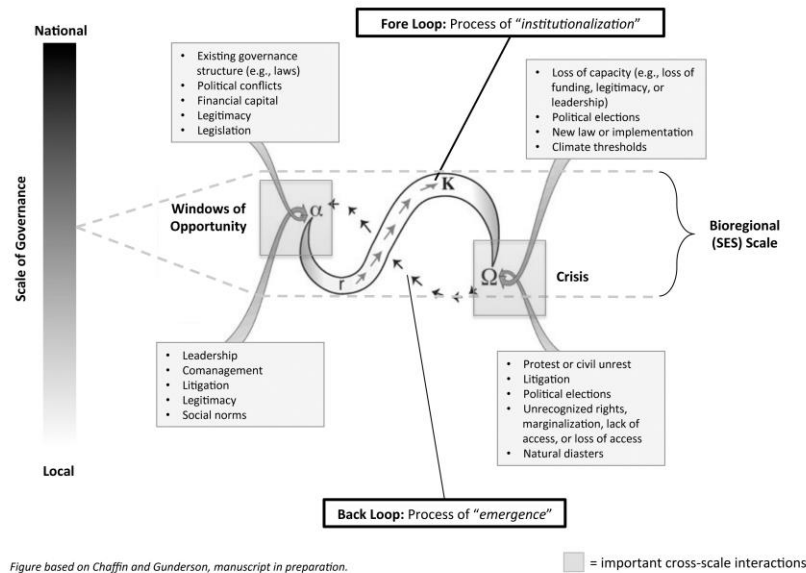 Fore Loop: Process of “institutionalization”
National
• Existing governance
structure (e.g., laws)
• Political conflicts
• Financial capital
• Legitimacy
• Legislation
• Loss of capacity (e.g., loss of
funding, legitimacy, or
leadership)
• Political elections
• New law or implementation
• Climate thresholds
Scale of Governance
Windows of
Opportunity
α
K
r
Ω
Crisis
Bioregional
(SES) Scale
• Leadership
• Comanagement
• Litigation
• Legitimacy
• Social norms
• Protest or civil unrest
• Litigation
• Political elections
• Unrecognized rights,
marginalization, lack of
access, or loss of access
• Natural diasters
Local
Back Loop: Process of “emergence”
Figure based on Chaffin and Gunderson, manuscript in preparation.
= important cross-scale interactions